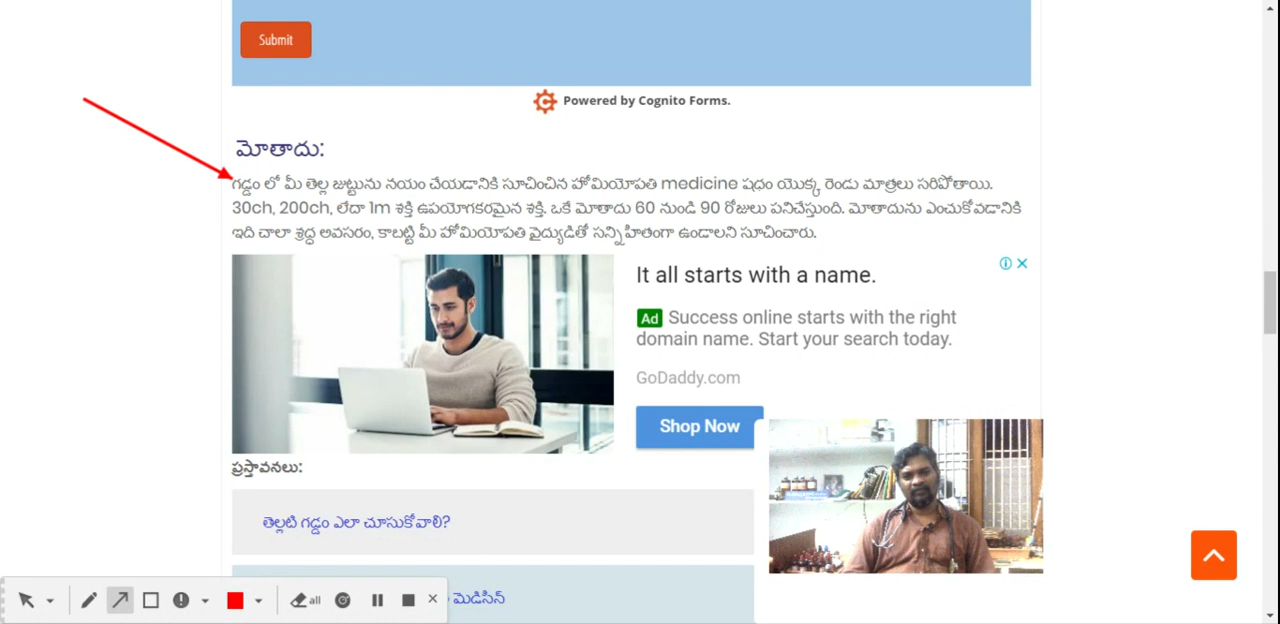 Submit
Powered by Cognito Forms.
మోతాదు:
గడ్డం లో మీ తెల్ల జుట్టును నయం చేయడానికి సూచించిన హోమియోపతి medicine షధం యొక్క రెండు మాత్రలు సరిపోతాయి.
30ch, 200ch, లేదా 1m శక్తి ఉపయోగకరమైన శక్తి. ఒకే మోతాదు 60 నుండి 90 రోజులు పనిచేస్తుంది. మోతాదును ఎంచుకోవడానికి
ఇది చాలా శ్రద్ధ అవసరం, కాబట్టి మీ హోమియోపతి వైద్యుడితో సన్నిహితంగా ఉండాలని సూచించారు.
It all starts with a name.
Ad Success online starts with the right
domain name. Start your search today.
GoDaddy.com
Shop Now
ప్రస్తావనలు:
తెల్లటి గడ్డం ఎలా చూసుకోవాలి?
మెడిసిన్
all